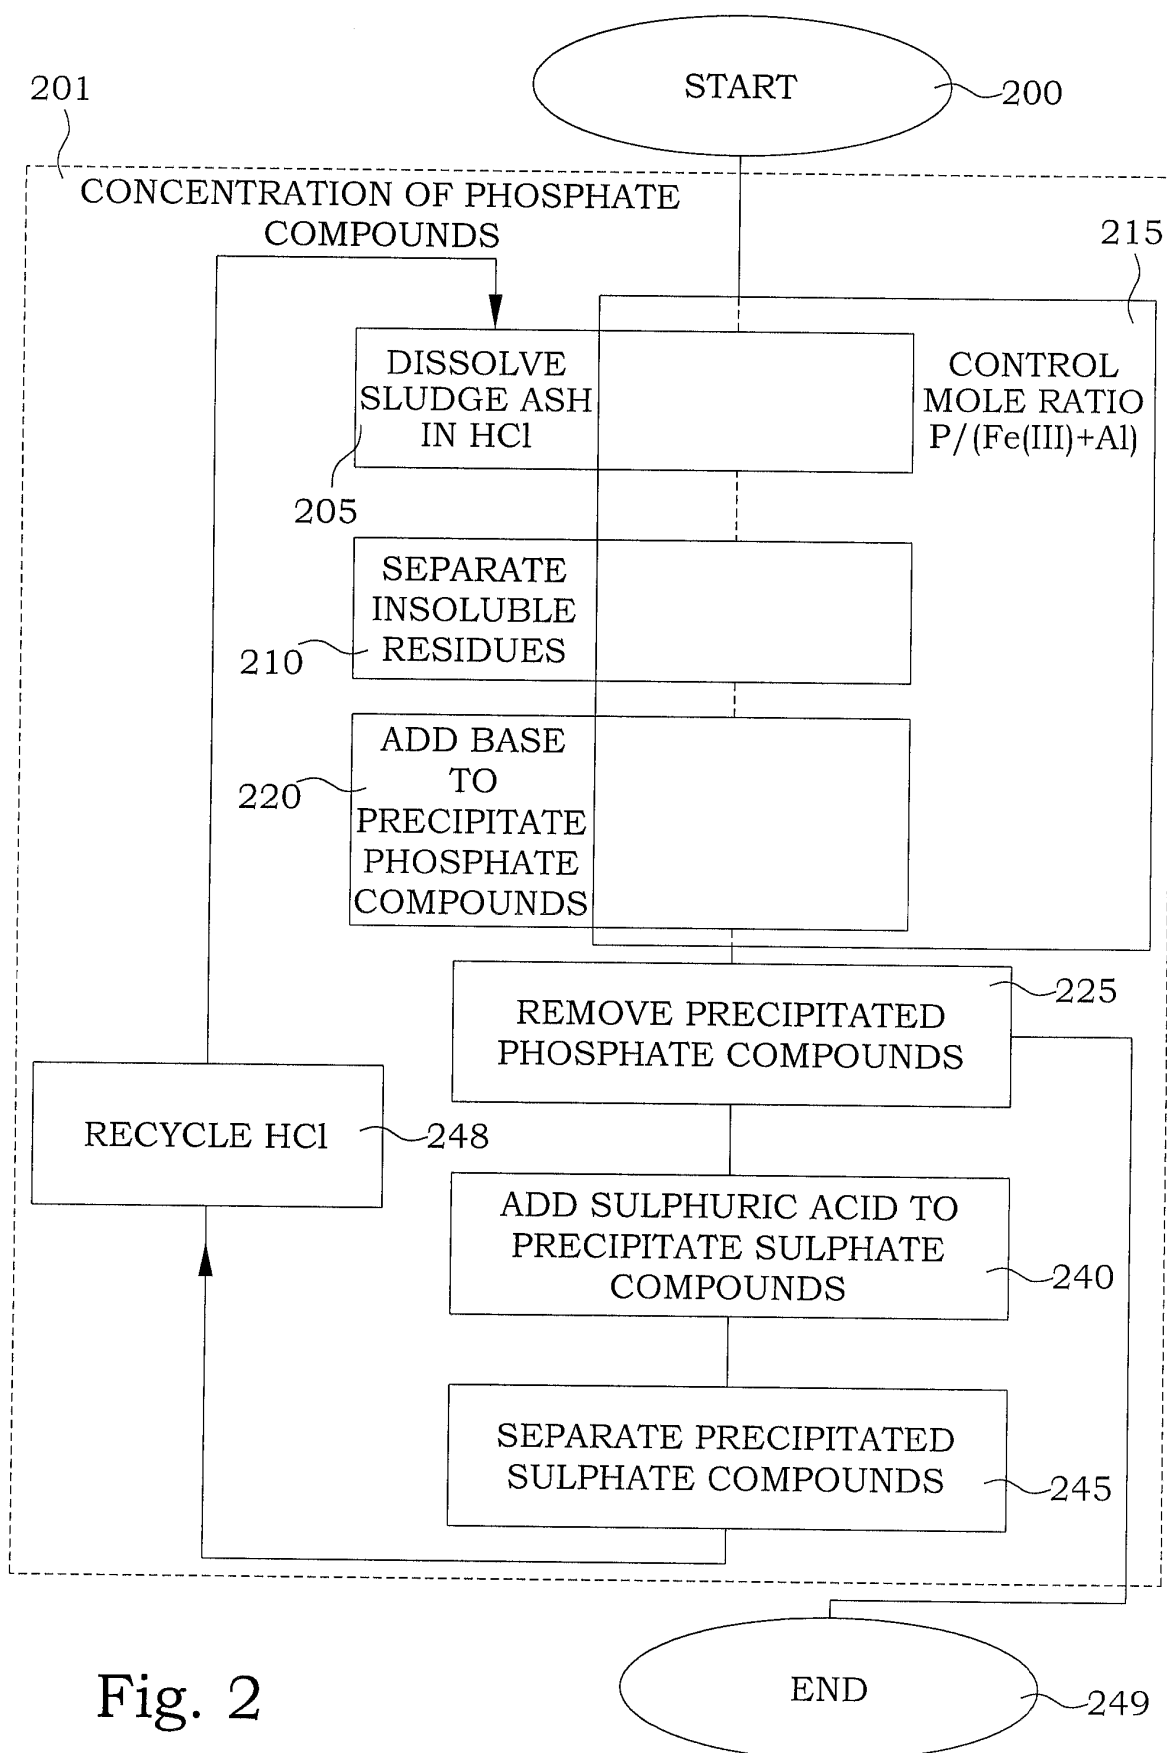 START
200
201
CONCENTRATION OF PHOSPHATE
COMPOUNDS
215
DISSOLVE
SLUDGE ASH
IN HCl
205
CONTROL
MOLE RATIO
P/(Fe(III)+Al)
SEPARATE
INSOLUBLE
RESIDUES
210
ADD BASE
TO
PRECIPITATE
PHOSPHATE
COMPOUNDS
220
REMOVE PRECIPITATED
PHOSPHATE COMPOUNDS
225
RECYCLE HCl
248
ADD SULPHURIC ACID TO
PRECIPITATE SULPHATE
COMPOUNDS
240
SEPARATE PRECIPITATED
SULPHATE COMPOUNDS
245
END
249
Fig. 2